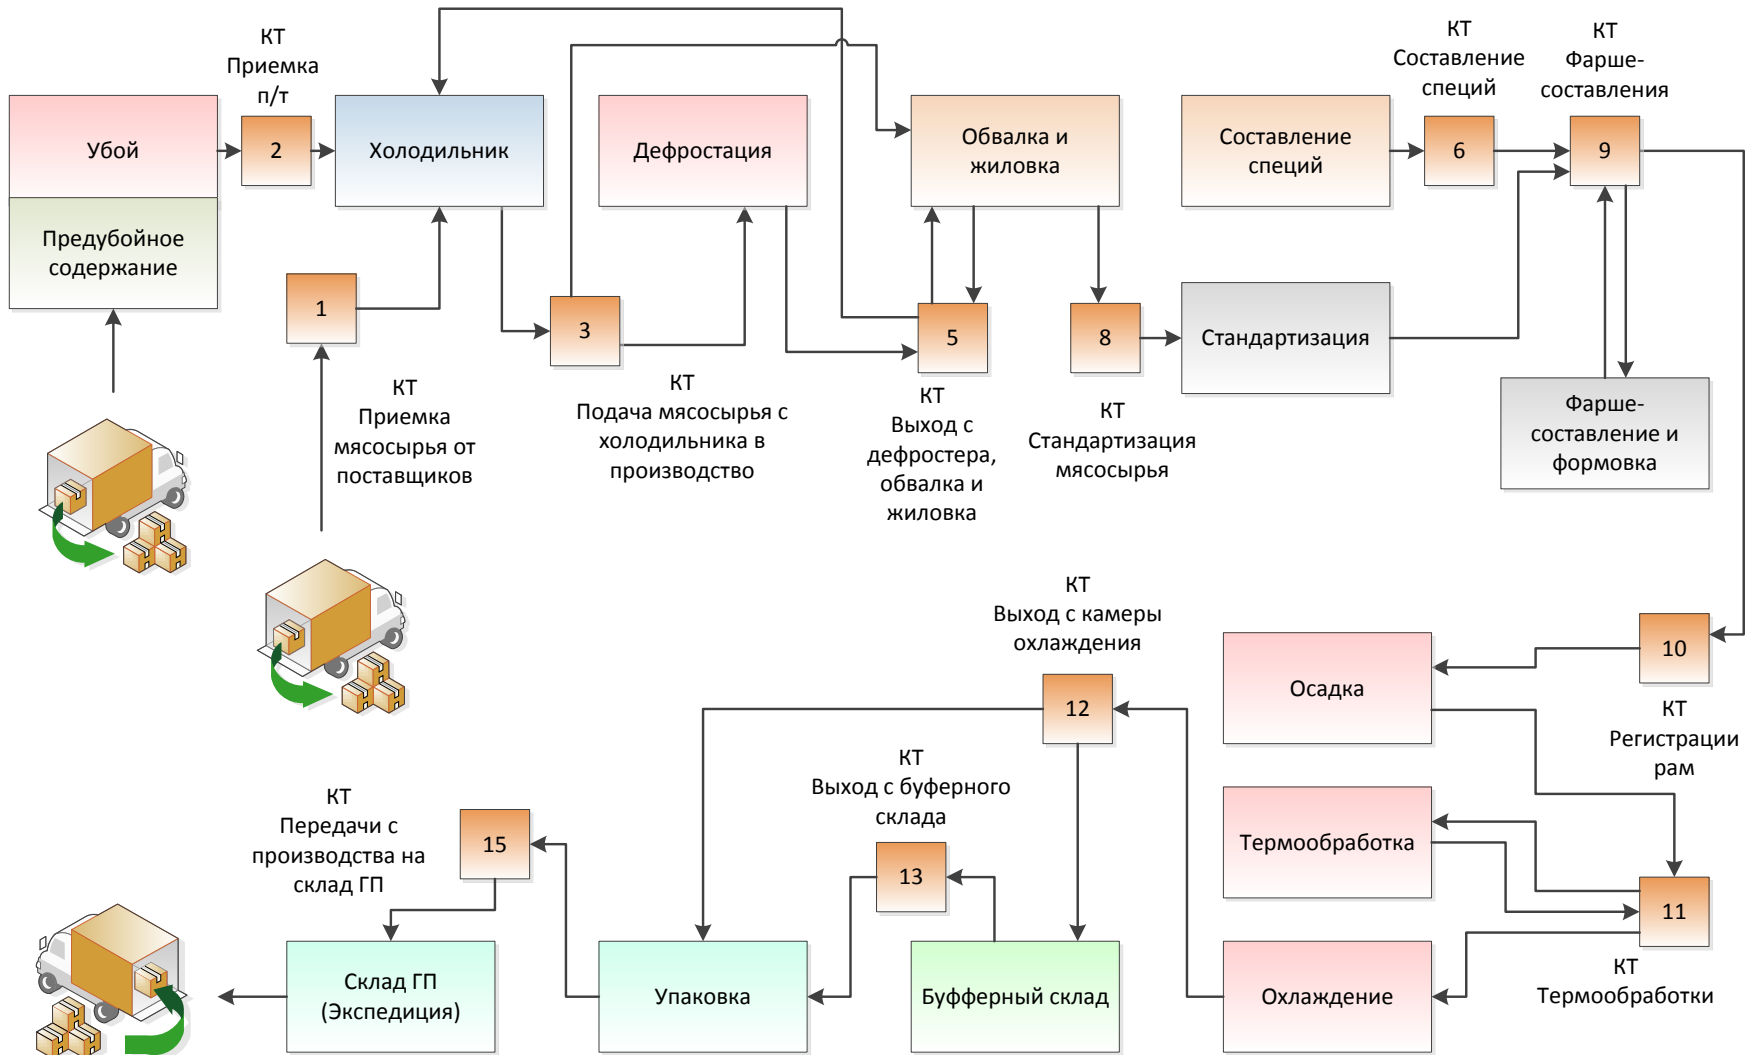 КТ
Приемка
п/т
КТ
Составление
специй
КТ
Фарше-
составления
Убой
2
Холодильник
Дефростация
Обвалка и
жиловка
Составление
специй
6
9
Предубойное
содержание
1
3
5
8
Стандартизация
КТ
Приемка
мясосырья от
поставщиков
КТ
Подача мясосырья с
холодильника в
производство
КТ
Выход с
дефростера,
обвалка и
жиловка
КТ
Стандартизация
мясосырья
Фарше-
составление и
формовка
КТ
Выход с камеры
охлаждения
12
Осадка
10
КТ
Регистрации
рам
КТ
Передачи с
производства на
склад ГП
15
КТ
Выход с буферного
склада
13
Термообработка
11
КТ
Термообработки
Склад ГП
(Экспедиция)
Упаковка
Буфферный склад
Охлаждение